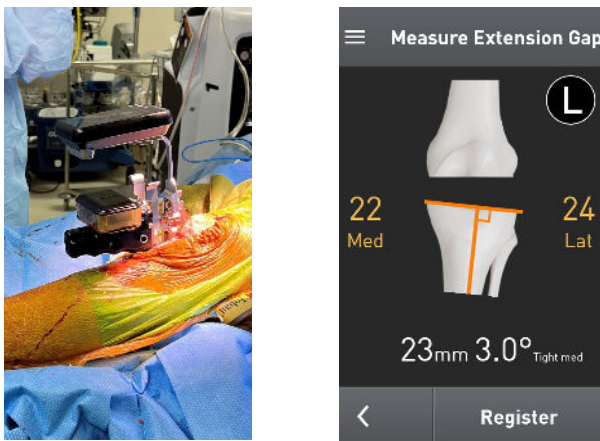 Measure Extension Gap
L
22 24
Med Lat
23mm 3.0° Tight med
Register